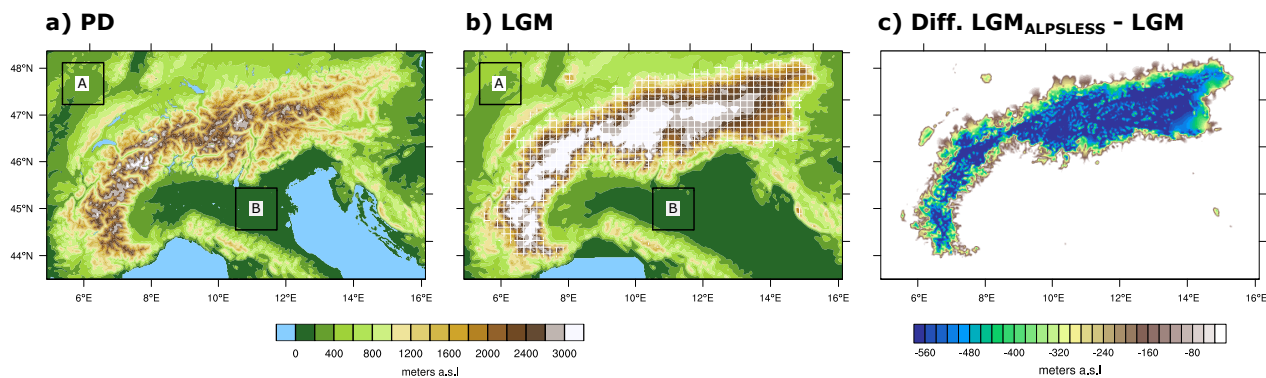 a) PD
b) LGM
c) Diff. LGM_ALPSLESS - LGM
48°N
47°N
46°N
45°N
44°N
A
B
A
B
6°E 8°E 10°E 12°E 14°E 16°E
6°E 8°E 10°E 12°E 14°E 16°E
6°E 8°E 10°E 12°E 14°E 16°E
0 400 800 1200 1600 2000 2400 3000
meters a.s.l
-560 -480 -400 -320 -240 -160 -80
meters a.s.l